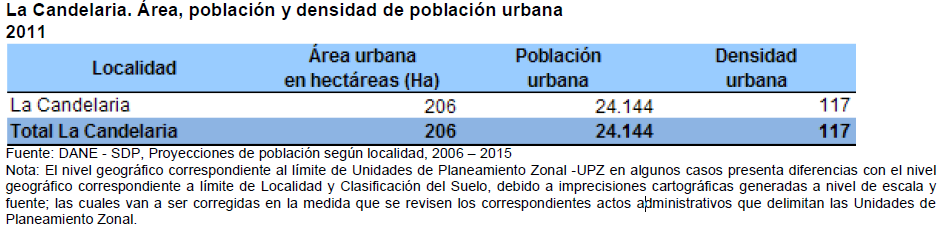 La Candelaria. Área, población y densidad de población urbana
2011
Localidad Área urbana en hectáreas (Ha) Población urbana Densidad urbana
La Candelaria 206 24.144 117
Total La Candelaria 206 24.144 117
Fuente: DANE - SDP, Proyecciones de población según localidad, 2006 – 2015
Nota: El nivel geográfico correspondiente al límite de Unidades de Planeamiento Zonal -UPZ en algunos casos presenta diferencias con el nivel
geográfico correspondiente a límite de Localidad y Clasificación del Suelo, debido a imprecisiones cartográficas generadas a nivel de escala y
fuente; las cuales van a ser corregidas en la medida que se revisen los correspondientes actos administrativos que delimitan las Unidades de
Planeamiento Zonal.